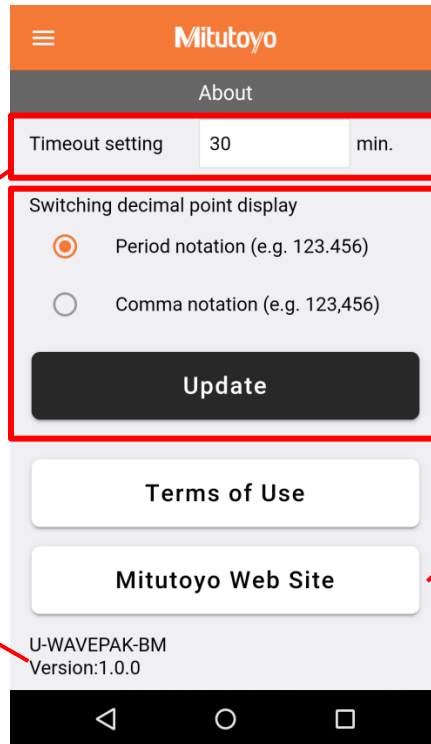 Mitutoyo
About
Timeout setting 30 min.
Switching decimal point display
Period notation (e.g. 123.456)
Comma notation (e.g. 123,456)
Update
Terms of Use
Mitutoyo Web Site
U-WAVEPAK-BM
Version:1.0.0